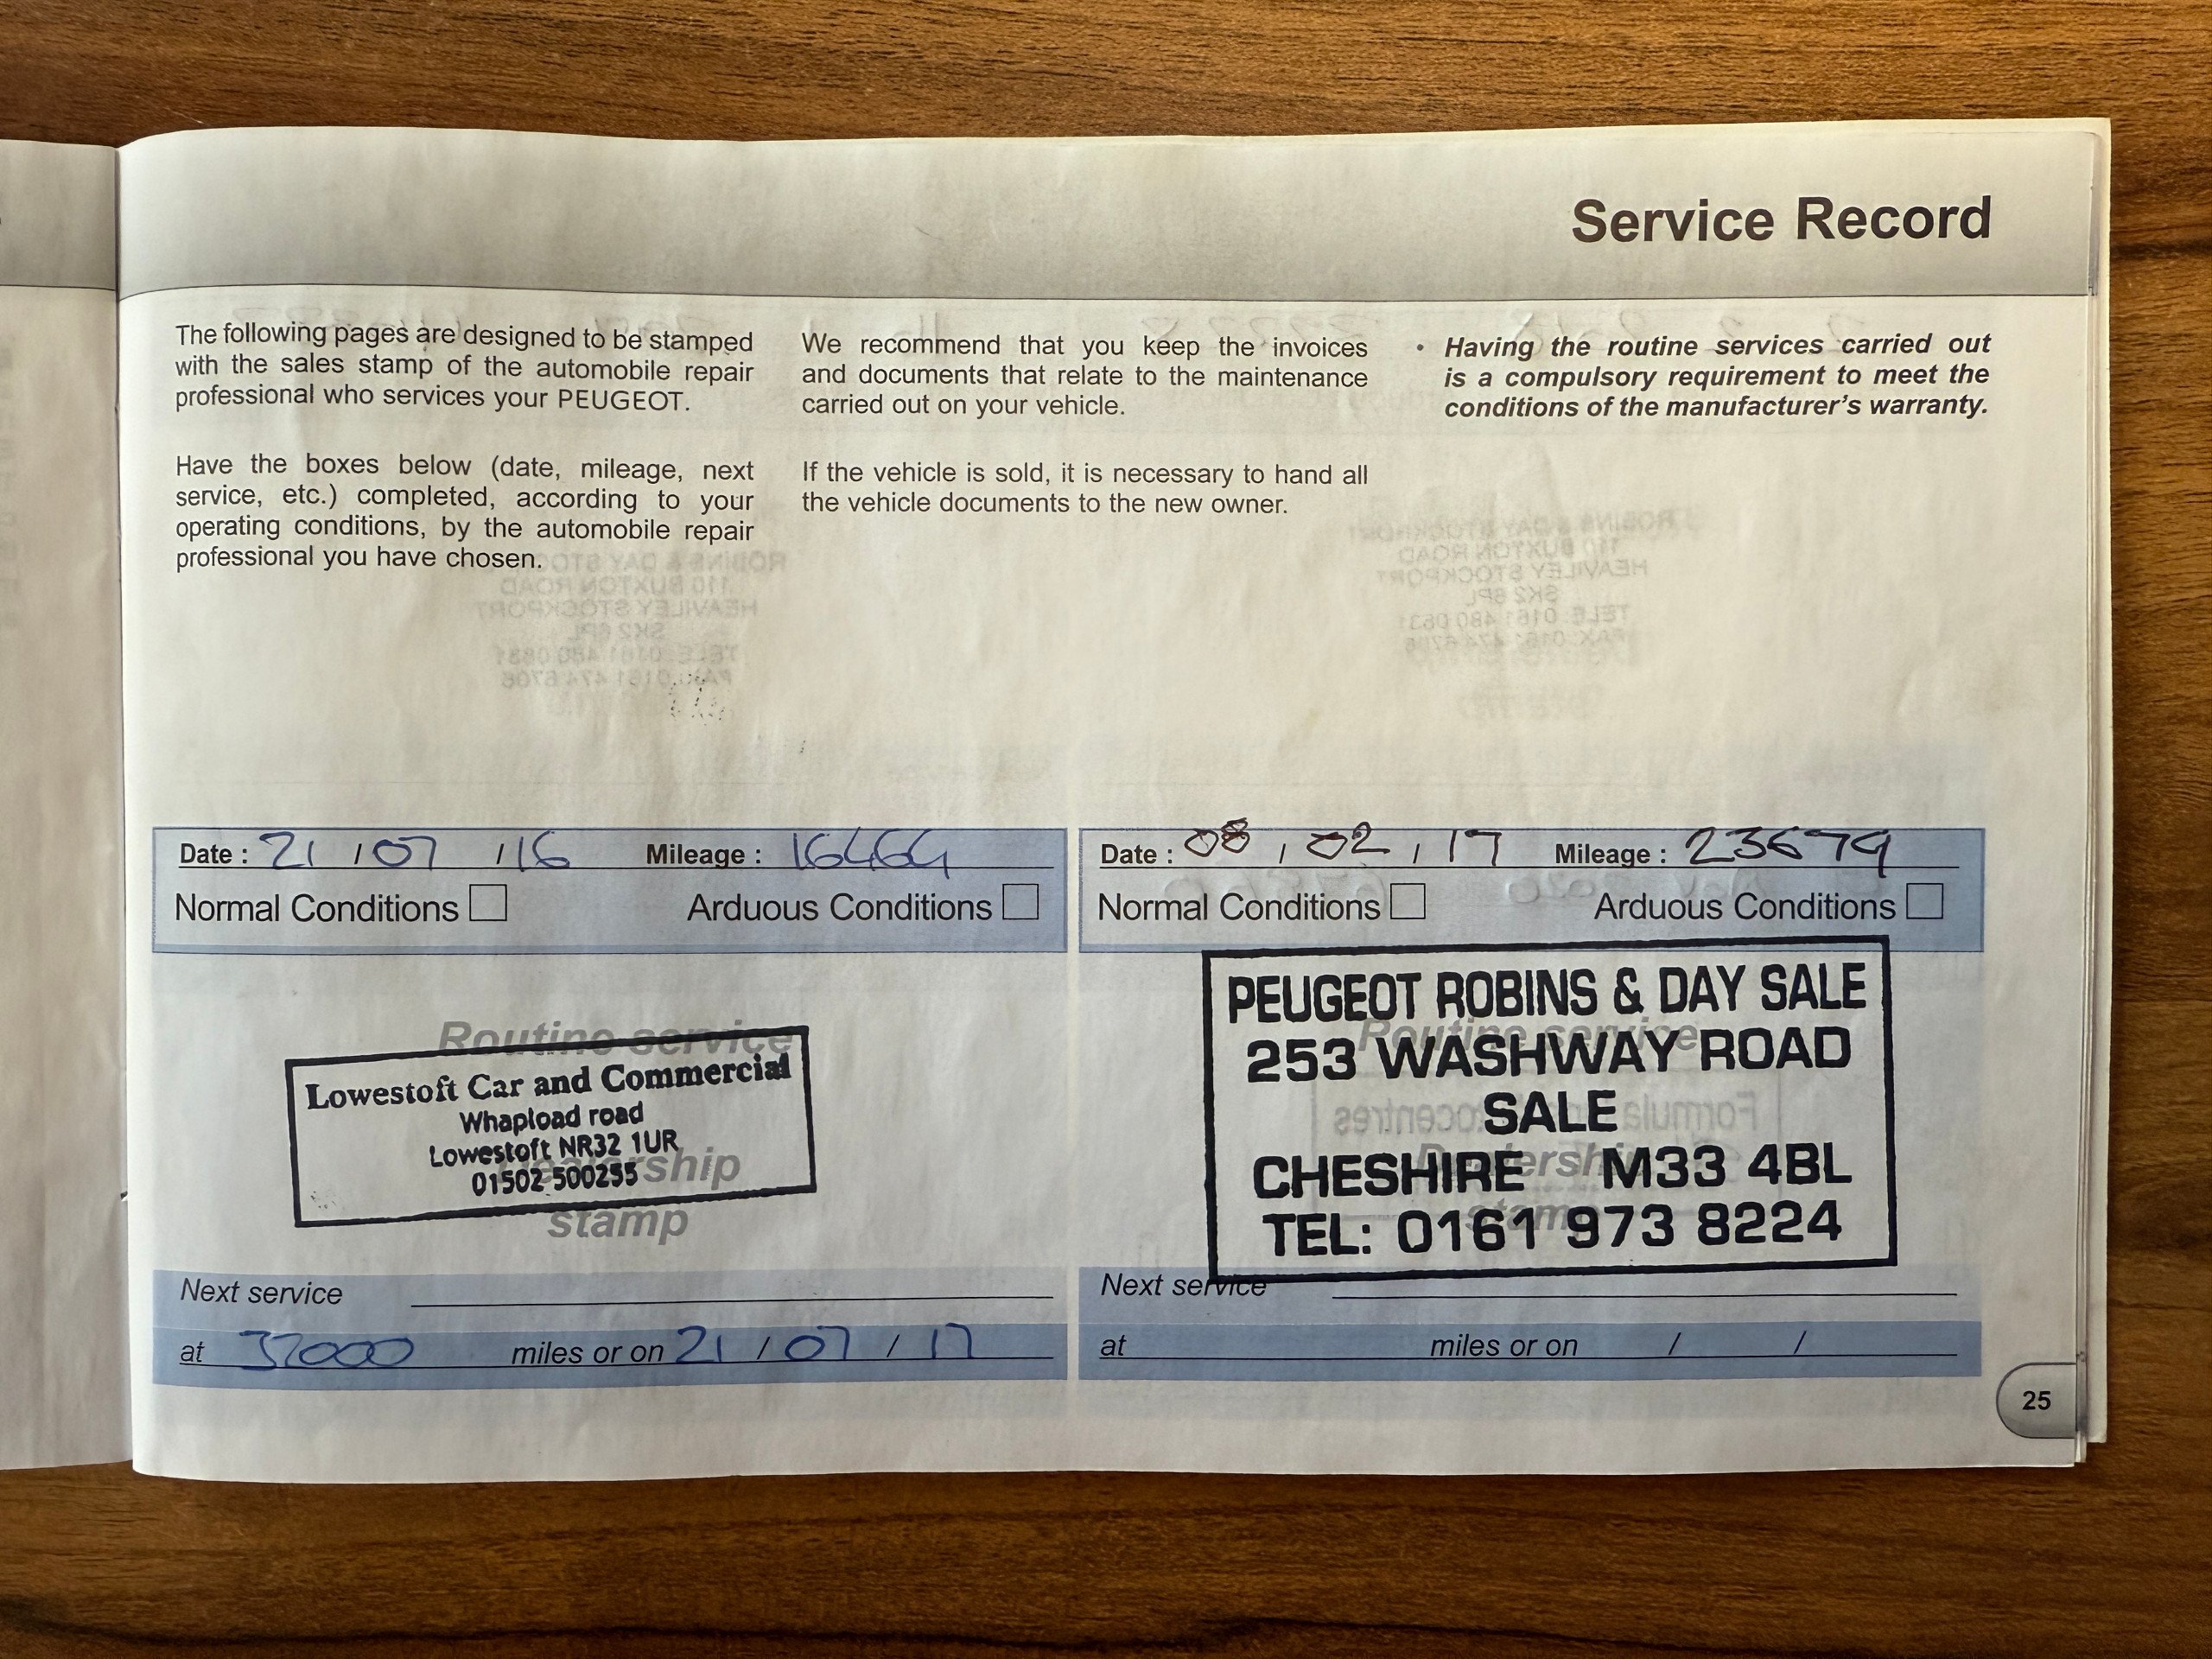 Service Record
The following pages are designed to be stamped
with the sales stamp of the automobile repair
professional who services your PEUGEOT.
Have the boxes below (date, mileage, next
service, etc.) completed, according to your
operating conditions, by the automobile repair
professional you have chosen.
We recommend that you keep the invoices
and documents that relate to the maintenance
carried out on your vehicle.
If the vehicle is sold, it is necessary to hand all
the vehicle documents to the new owner.
• Having the routine services carried out
is a compulsory requirement to meet the
conditions of the manufacturer's warranty.
Date : 21 / 07 / 16 Mileage : 16464
Normal Conditions Arduous Conditions
Routine service
Lowestoft Car and Commercial
Whapload road
Lowestoft NR32 1UR
01502 500255
Dealership
stamp
Next service
at 32000 miles or on 21 / 07 / 17
Date : 08 / 02 / 17 Mileage : 23679
Normal Conditions Arduous Conditions
Routine service
PEUGEOT ROBINS & DAY SALE
253 WASHWAY ROAD
SALE
CHESHIRE M33 4BL
TEL: 0161 973 8224
Dealership
stamp
Next service
at miles or on / /
25